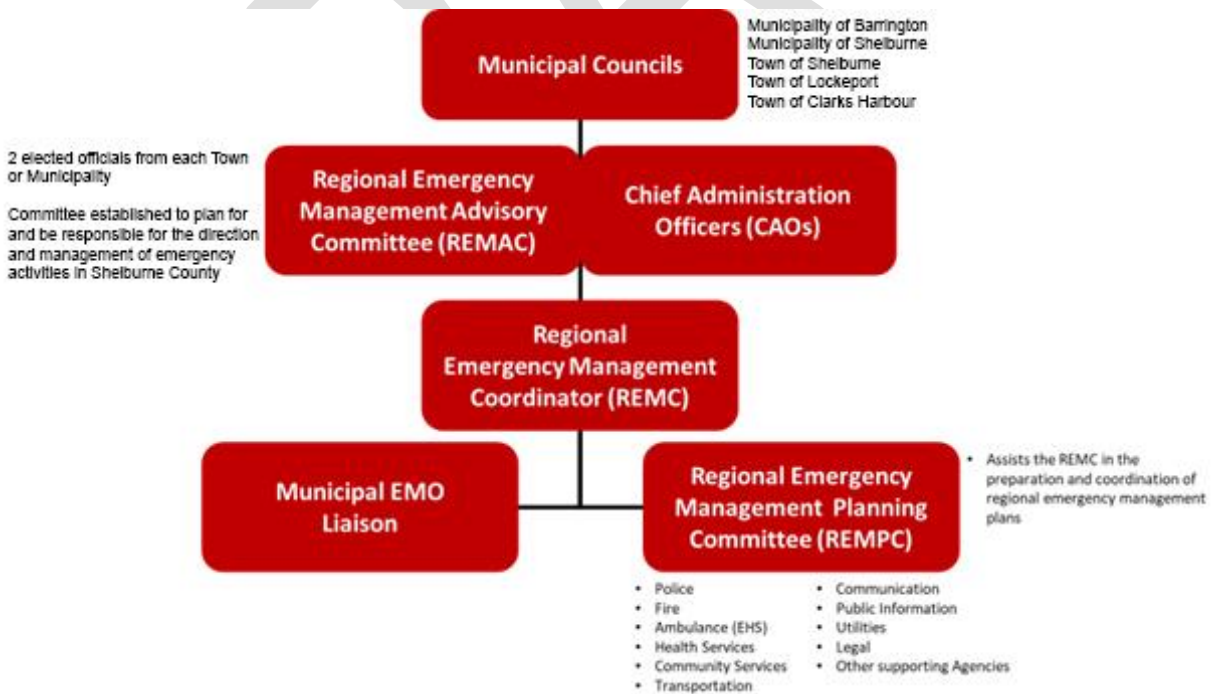 Municipal Councils
Municipality of Barrington
Municipality of Shelburne
Town of Shelburne
Town of Lockeport
Town of Clarks Harbour
2 elected officials from each Town
or Municipality
Committee established to plan for
and be responsible for the direction
and management of emergency
activities in Shelburne County
Regional Emergency
Management Advisory
Committee (REMAC)
Chief Administration
Officers (CAOs)
Regional
Emergency Management
Coordinator (REMC)
Municipal EMO
Liaison
Regional Emergency
Management Planning
Committee (REMPC)
• Assists the REMC in the
preparation and coordination of
regional emergency management
plans
• Police
• Fire
• Ambulance (EHS)
• Health Services
• Community Services
• Transportation
• Communication
• Public Information
• Utilities
• Legal
• Other supporting Agencies